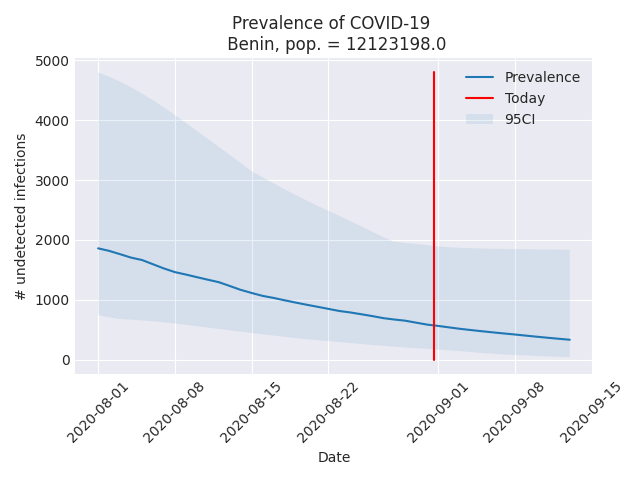 Prevalence of COVID-19
Benin, pop. = 12123198.0
Prevalence
Today
95CI
5000
4000
3000
2000
1000
0
# undetected infections
2020-08-01
2020-08-08
2020-08-15
2020-08-22
2020-09-01
2020-09-08
2020-09-15
Date